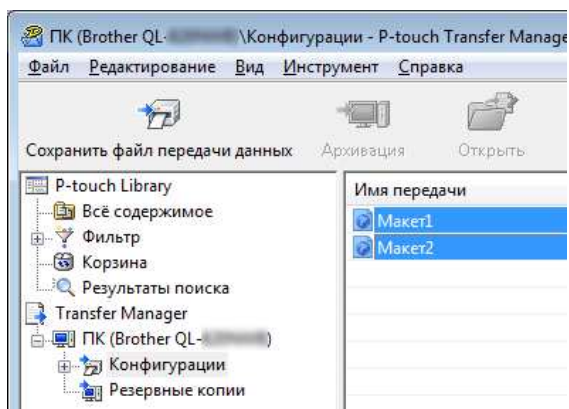 ПК (Brother QL- \Конфигурации - P-touch Transfer Manage
Файл Редактирование Вид Инструмент Справка
Сохранить файл передачи данных Архивация Открыть
P-touch Library
Всё содержимое
Фильтр
Корзина
Результаты поиска
Transfer Manager
ПК (Brother QL- )
Конфигурации
Резервные копии
Имя передачи
Макет1
Макет2